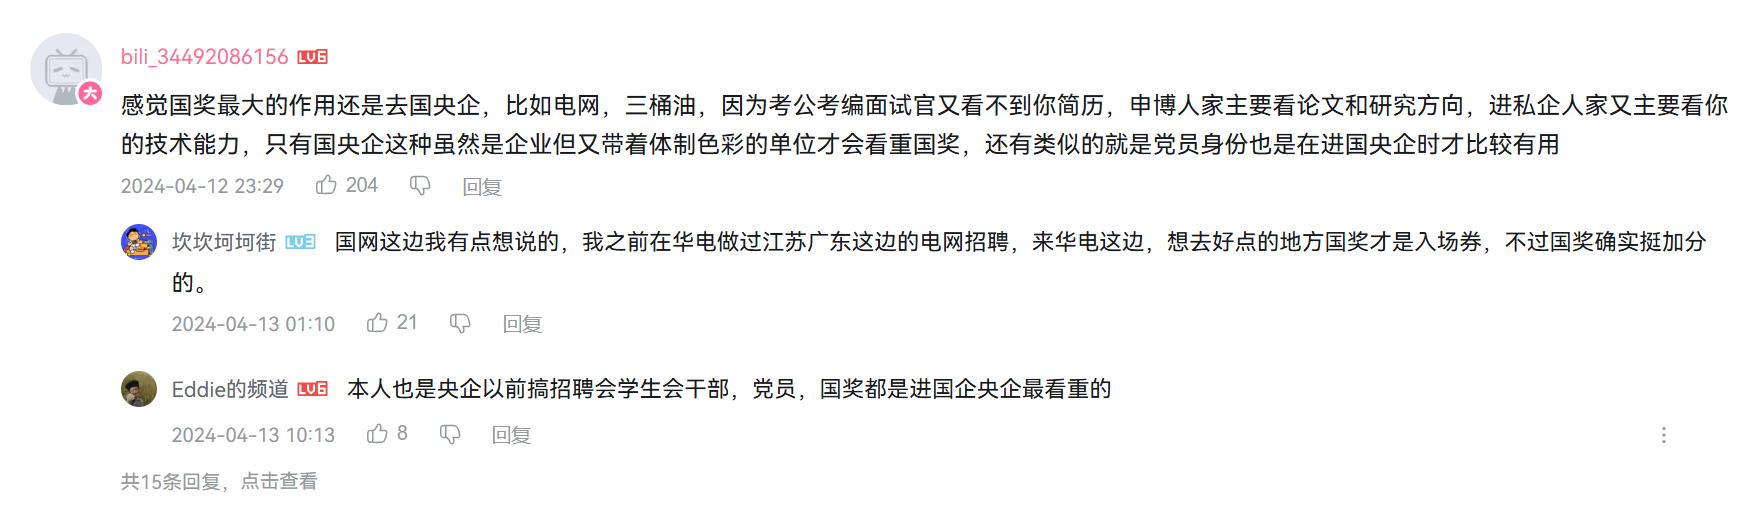 bili_34492086156 LV6
感觉国奖最大的作用还是去国央企，比如电网，三桶油，因为考公考编面试官又看不到你简历，申博人家主要看论文和研究方向，进私企人家又主要看你
的技术能力，只有国央企这种虽然是企业但又带着体制色彩的单位才会看重国奖，还有类似的就是党员身份也是在进国央企时才比较有用
2024-04-12 23:29 204 回复
坎坎坷坷街 LV3 国网这边我有点想说的，我之前在华电做过江苏广东这边的电网招聘，来华电这边，想去好点的地方国奖才是入场券，不过国奖确实挺加分
的。
2024-04-13 01:10 21 回复
Eddie的频道 LV6 本人也是央企以前搞招聘会学生会干部，党员，国奖都是进国企央企最看重的
2024-04-13 10:13 8 回复
共15条回复，点击查看